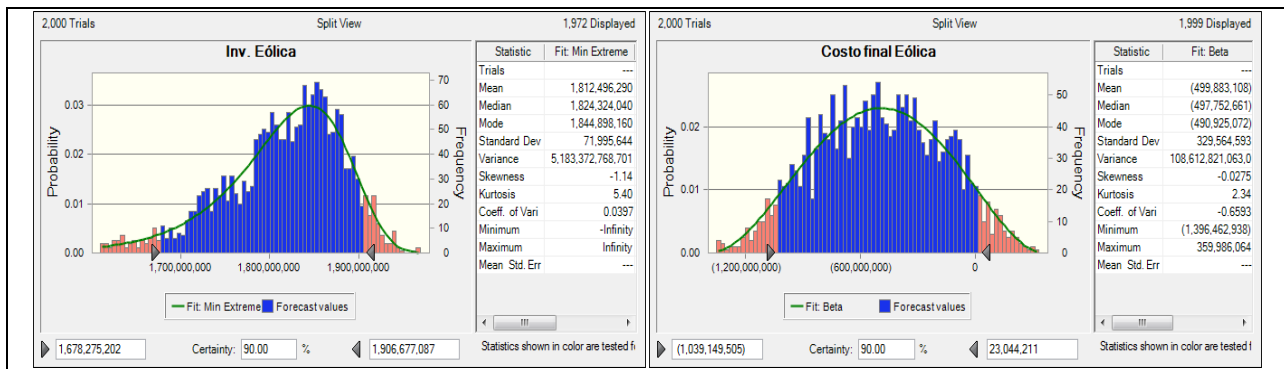 2,000 Trials Split View 1,972 Displayed
Inv. Eólica
Probability
0.03
0.02
0.01
0.00
70
60
50
40
30
20
10
0
Frequency
1,700,000,000 1,800,000,000 1,900,000,000
Fit: Min Extreme Forecast values
Statistic Fit: Min Extreme
Trials ---
Mean 1,812,496,290
Median 1,824,324,040
Mode 1,844,898,160
Standard Dev 71,995,644
Variance 5,183,372,768,701
Skewness -1.14
Kurtosis 5.40
Coeff. of Vari 0.0397
Minimum -Infinity
Maximum Infinity
Mean Std. Err ---
1,678,275,202 Certainty: 90.00 % 1,906,677,087 Statistics shown in color are tested f
2,000 Trials Split View 1,999 Displayed
Costo final Eólica
Probability
0.02
0.01
0.00
50
40
30
20
10
0
Frequency
(1,200,000,000) (600,000,000) 0
Fit: Beta Forecast values
Statistic Fit: Beta
Trials ---
Mean (499,883,108)
Median (497,752,661)
Mode (490,925,072)
Standard Dev 329,564,593
Variance 108,612,821,063,0
Skewness -0.0275
Kurtosis 2.34
Coeff. of Vari -0.6593
Minimum (1,396,462,938)
Maximum 359,986,064
Mean Std. Err ---
(1,039,149,505) Certainty: 90.00 % 23,044,211 Statistics shown in color are tested f